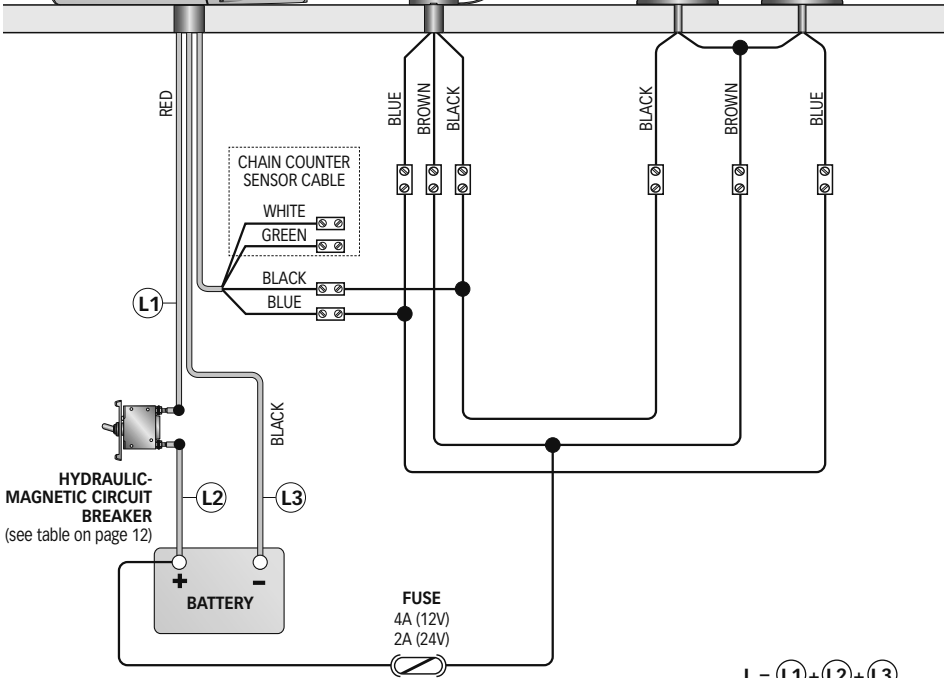 RED
BLUE
BROWN
BLACK
BLACK
BROWN
BLUE
CHAIN COUNTER
SENSOR CABLE
WHITE
GREEN
BLACK
BLUE
L1
BLACK
HYDRAULIC-
MAGNETIC CIRCUIT
BREAKER
(see table on page 12)
L2
L3
+
–
BATTERY
FUSE
4A (12V)
2A (24V)
L = L1 + L2 + L3